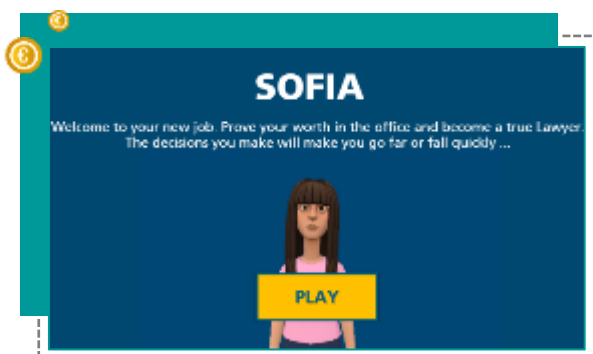 SOFIA
Welcome to your new job. Prove your worth in the office and become a true Lawyer.
The decisions you make will make you go far or fall quickly ...
PLAY